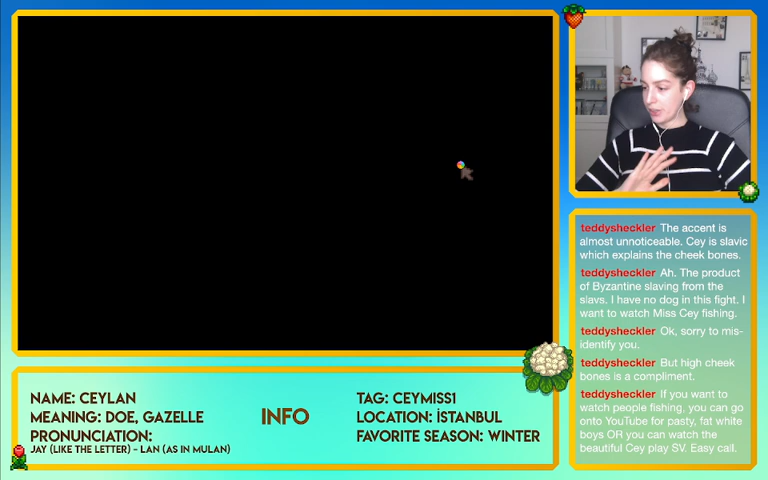 teddysheckler The accent is
almost unnoticeable. Cey is slavic
which explains the cheek bones.
teddysheckler Ah. The product
of Byzantine slaving from the
slavs. I have no dog in this fight. I
want to watch Miss Cey fishing.
teddysheckler Ok, sorry to mis-
identify you.
teddysheckler But high cheek
bones is a compliment.
teddysheckler If you want to
watch people fishing, you can go
onto YouTube for pasty, fat white
boys OR you can watch the
beautiful Cey play SV. Easy call.
NAME: CEYLAN
MEANING: DOE, GAZELLE
PRONUNCIATION:
JAY (LIKE THE LETTER) - LAN (AS IN MULAN)
INFO
TAG: CEYMISS1
LOCATION: İSTANBUL
FAVORITE SEASON: WINTER